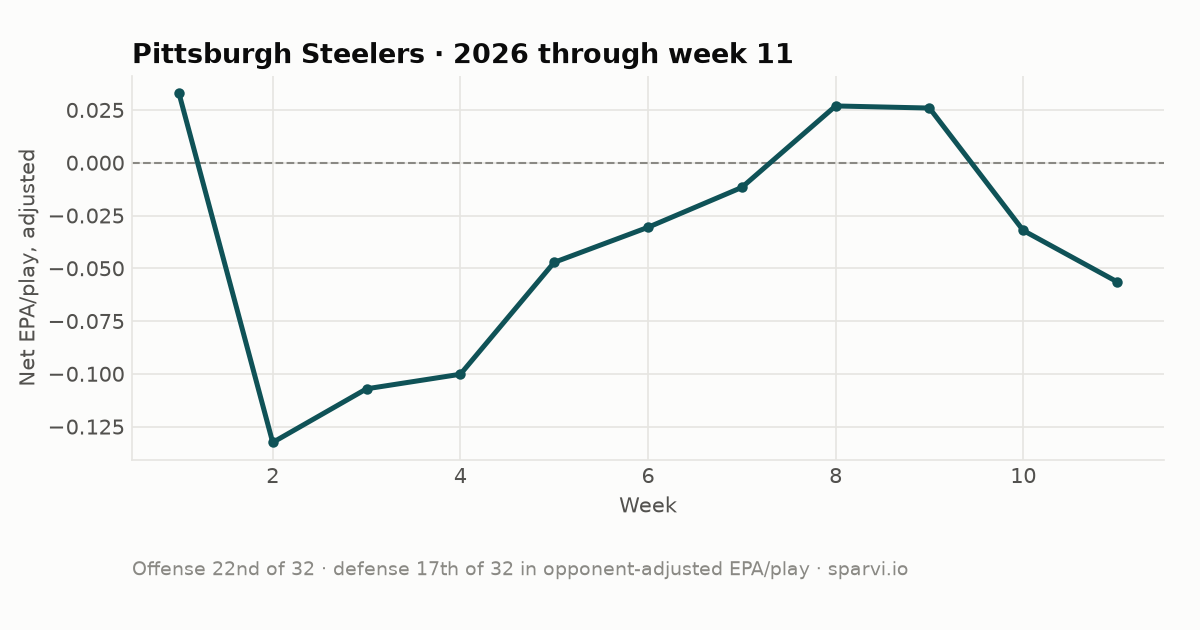 Pittsburgh Steelers · 2026 through week 11
Net EPA/play, adjusted
0.025
0.000
−0.025
−0.050
−0.075
−0.100
−0.125
2 4 6 8 10
Week
Offense 22nd of 32 · defense 17th of 32 in opponent-adjusted EPA/play · sparvi.io